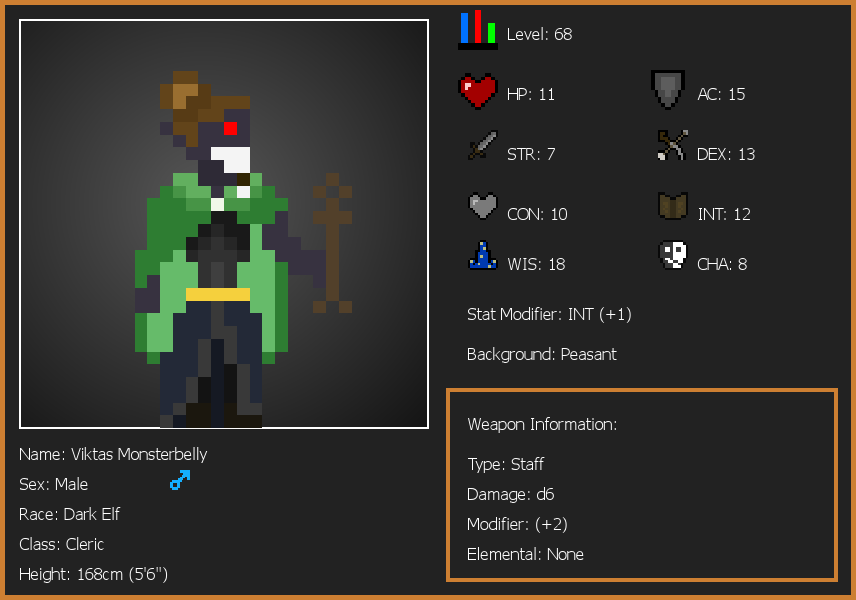 Level: 68
HP: 11
AC: 15
STR: 7
DEX: 13
CON: 10
INT: 12
WIS: 18
CHA: 8
Stat Modifier: INT (+1)
Background: Peasant
Weapon Information:
Type: Staff
Damage: d6
Modifier: (+2)
Elemental: None
Name: Viktas Monsterbelly
Sex: Male
Race: Dark Elf
Class: Cleric
Height: 168cm (5'6")